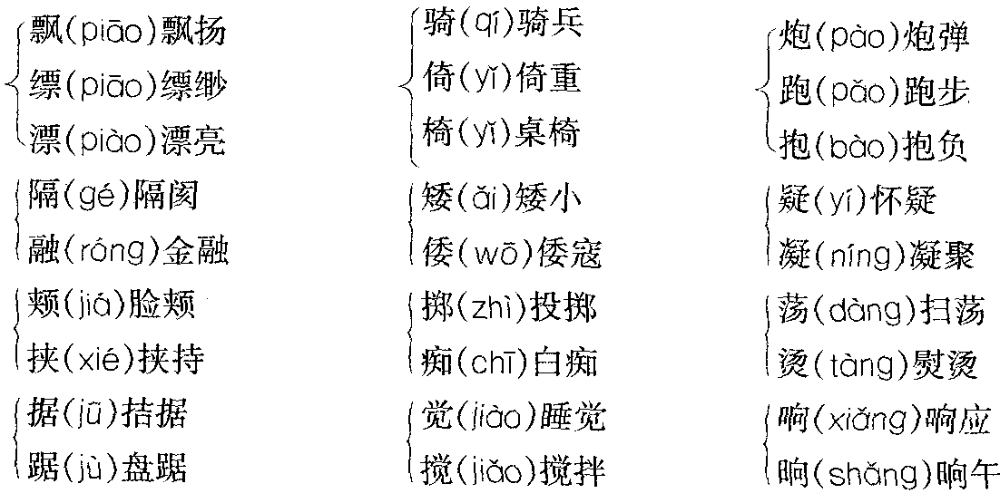 飘(piāo)飘扬 骑(qí)骑兵 炮(pào)炮弹
缥(piāo)缥缈 倚(yǐ)倚重 跑(pǎo)跑步
漂(piào)漂亮 椅(yǐ)桌椅 抱(bào)抱负
隔(gé)隔阂 矮(ǎi)矮小 疑(yí)怀疑
融(róng)金融 倭(wō)倭寇 凝(níng)凝聚
颊(jiá)脸颊 掷(zhì)投掷 荡(dàng)扫荡
挟(xié)挟持 痴(chī)白痴 烫(tàng)熨烫
据(jū)拮据 觉(jiào)睡觉 响(xiǎng)响应
踞(jù)盘踞 搅(jiǎo)搅拌 晌(shǎng)晌午